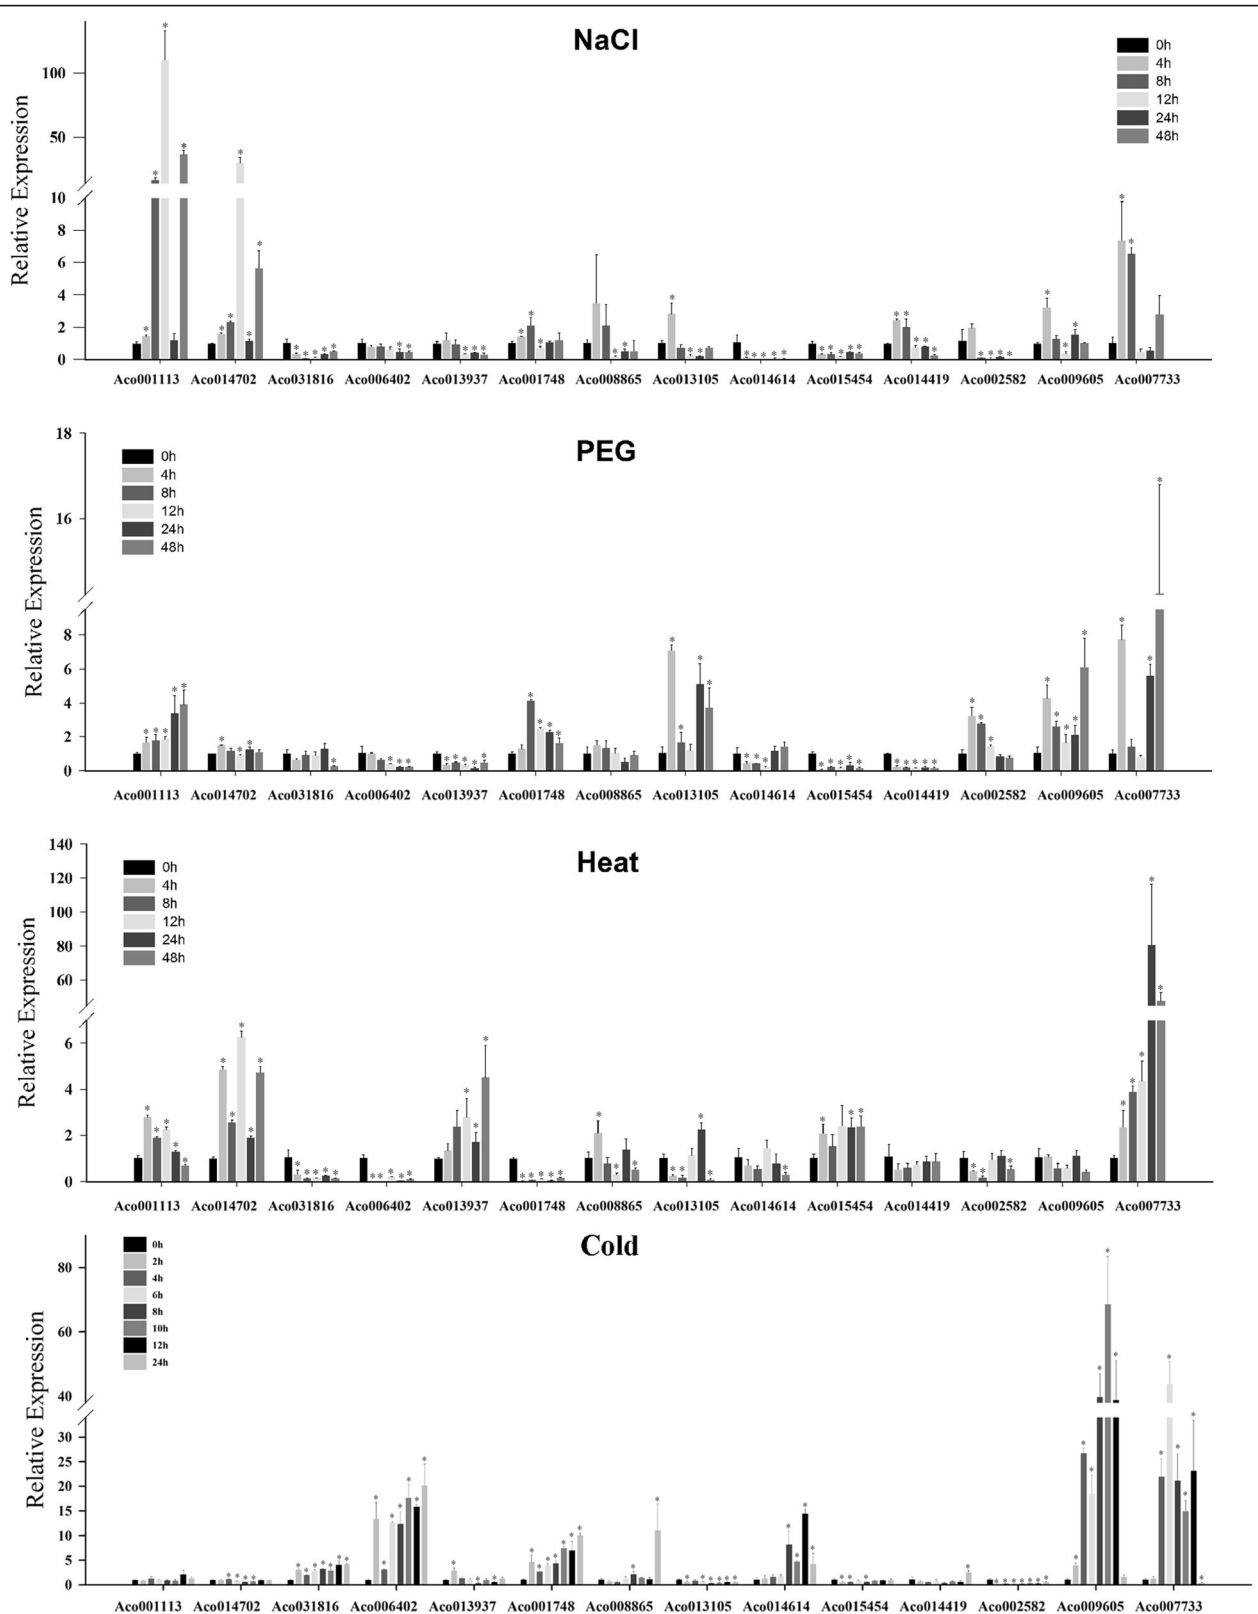 NaCl
Relative Expression
100
50
10
8
6
4
2
0
0h
4h
8h
12h
24h
48h
Aco001113 Aco014702 Aco031816 Aco006402 Aco013937 Aco001748 Aco008865 Aco013105 Aco014614 Aco015454 Aco014419 Aco002582 Aco009605 Aco007733
PEG
Relative Expression
18
16
8
6
4
2
0
0h
4h
8h
12h
24h
48h
Aco001113 Aco014702 Aco031816 Aco006402 Aco013937 Aco001748 Aco008865 Aco013105 Aco014614 Aco015454 Aco014419 Aco002582 Aco009605 Aco007733
Heat
Relative Expression
140
120
100
80
60
6
4
2
0
0h
4h
8h
12h
24h
48h
Aco001113 Aco014702 Aco031816 Aco006402 Aco013937 Aco001748 Aco008865 Aco013105 Aco014614 Aco015454 Aco014419 Aco002582 Aco009605 Aco007733
Cold
Relative Expression
80
60
40
30
25
20
15
10
5
0
0h
2h
4h
6h
8h
10h
12h
24h
Aco001113 Aco014702 Aco031816 Aco006402 Aco013937 Aco001748 Aco008865 Aco013105 Aco014614 Aco015454 Aco014419 Aco002582 Aco009605 Aco007733